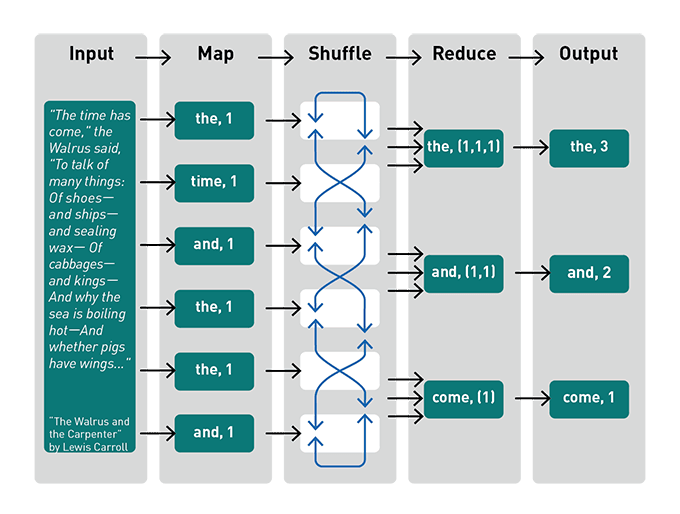 Input
Map
Shuffle
Reduce
Output
"The time has
come," the
Walrus said,
"To talk of
many things:
Of shoes—
and ships—
and sealing
wax— Of
cabbages—
and kings—
And why the
sea is boiling
hot—And
whether pigs
have wings..."
"The Walrus and
the Carpenter"
by Lewis Carroll
the, 1
time, 1
and, 1
the, 1
the, 1
and, 1
the, (1,1,1)
and, (1,1)
come, (1)
the, 3
and, 2
come, 1